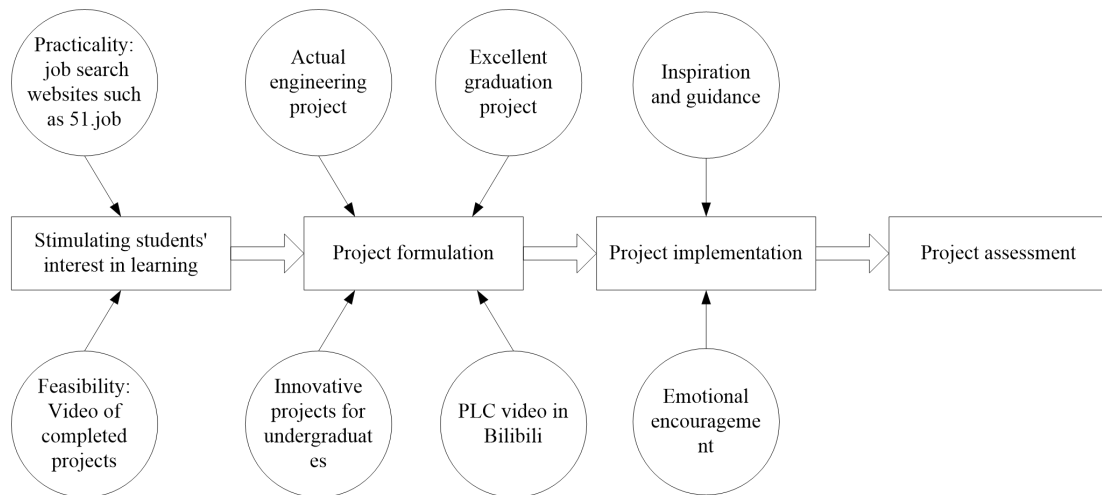 Practicality:
job search
websites such
as 51.job
Actual
engineering
project
Excellent
graduation
project
Inspiration
and guidance
Stimulating students'
interest in learning
Project formulation
Project implementation
Project assessment
Feasibility:
Video of
completed
projects
Innovative
projects for
undergraduat
es
PLC video in
Bilibili
Emotional
encourageme
nt